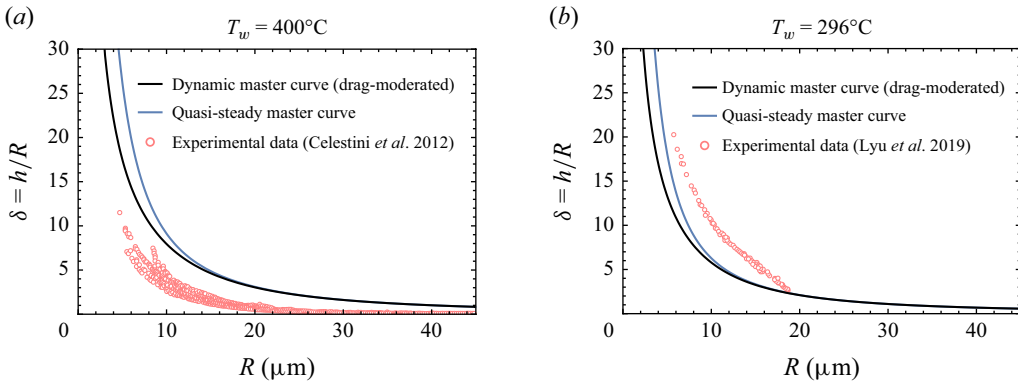 (a)
T_w = 400°C
30
25
20
15
10
5
0
10
20
30
40
δ = h/R
R (μm)
Dynamic master curve (drag-moderated)
Quasi-steady master curve
Experimental data (Celestini et al. 2012)
(b)
T_w = 296°C
30
25
20
15
10
5
0
10
20
30
40
δ = h/R
R (μm)
Dynamic master curve (drag-moderated)
Quasi-steady master curve
Experimental data (Lyu et al. 2019)